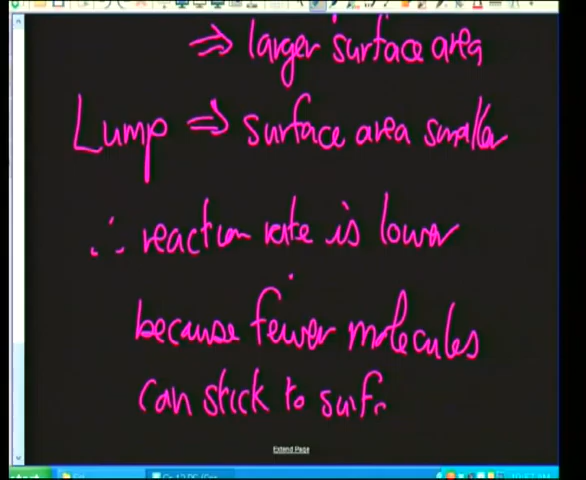 ⇒ larger surface area
Lump ⇒ surface area smaller
∴ reaction rate is lower
because fewer molecules
can stick to surf
Extend Page